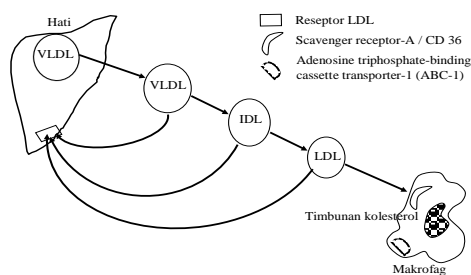 Hati
Reseptor LDL
Scavenger receptor-A / CD 36
Adenosine triphosphate-binding
cassette transporter-1 (ABC-1)
VLDL
VLDL
IDL
LDL
Timbunan kolesterol
Makrofag